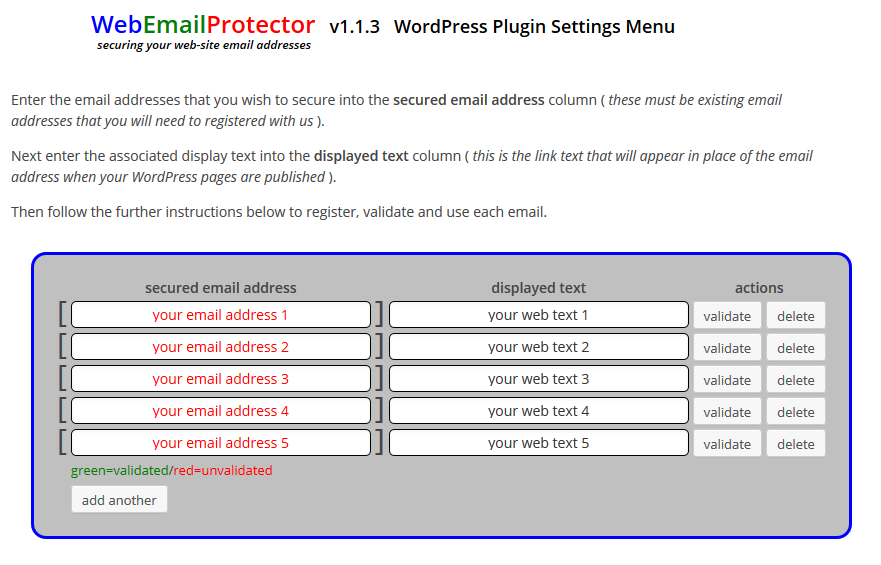 WebEmailProtector v1.1.3 WordPress Plugin Settings Menu
securing your web-site email addresses
Enter the email addresses that you wish to secure into the secured email address column ( these must be existing email
addresses that you will need to registered with us ).
Next enter the associated display text into the displayed text column ( this is the link text that will appear in place of the email
address when your WordPress pages are published ).
Then follow the further instructions below to register, validate and use each email.
secured email address displayed text actions
[ your email address 1 ] your web text 1 validate delete
[ your email address 2 ] your web text 2 validate delete
[ your email address 3 ] your web text 3 validate delete
[ your email address 4 ] your web text 4 validate delete
[ your email address 5 ] your web text 5 validate delete
green=validated/red=unvalidated
add another